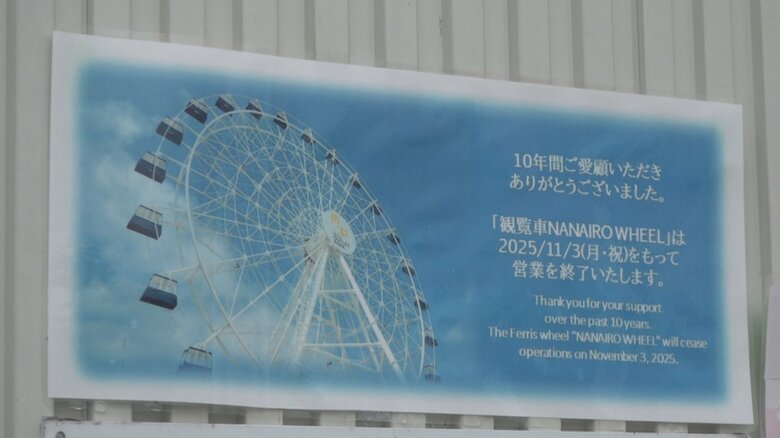 10年間ご愛顧いただき
ありがとうございました。
「観覧車NANAIRO WHEEL」は
2025/11/3(月・祝)をもって
営業を終了いたします。
Thank you for your support
over the past 10 years.
The Ferris wheel "NANAIRO WHEEL" will cease
operations on November 3, 2025.